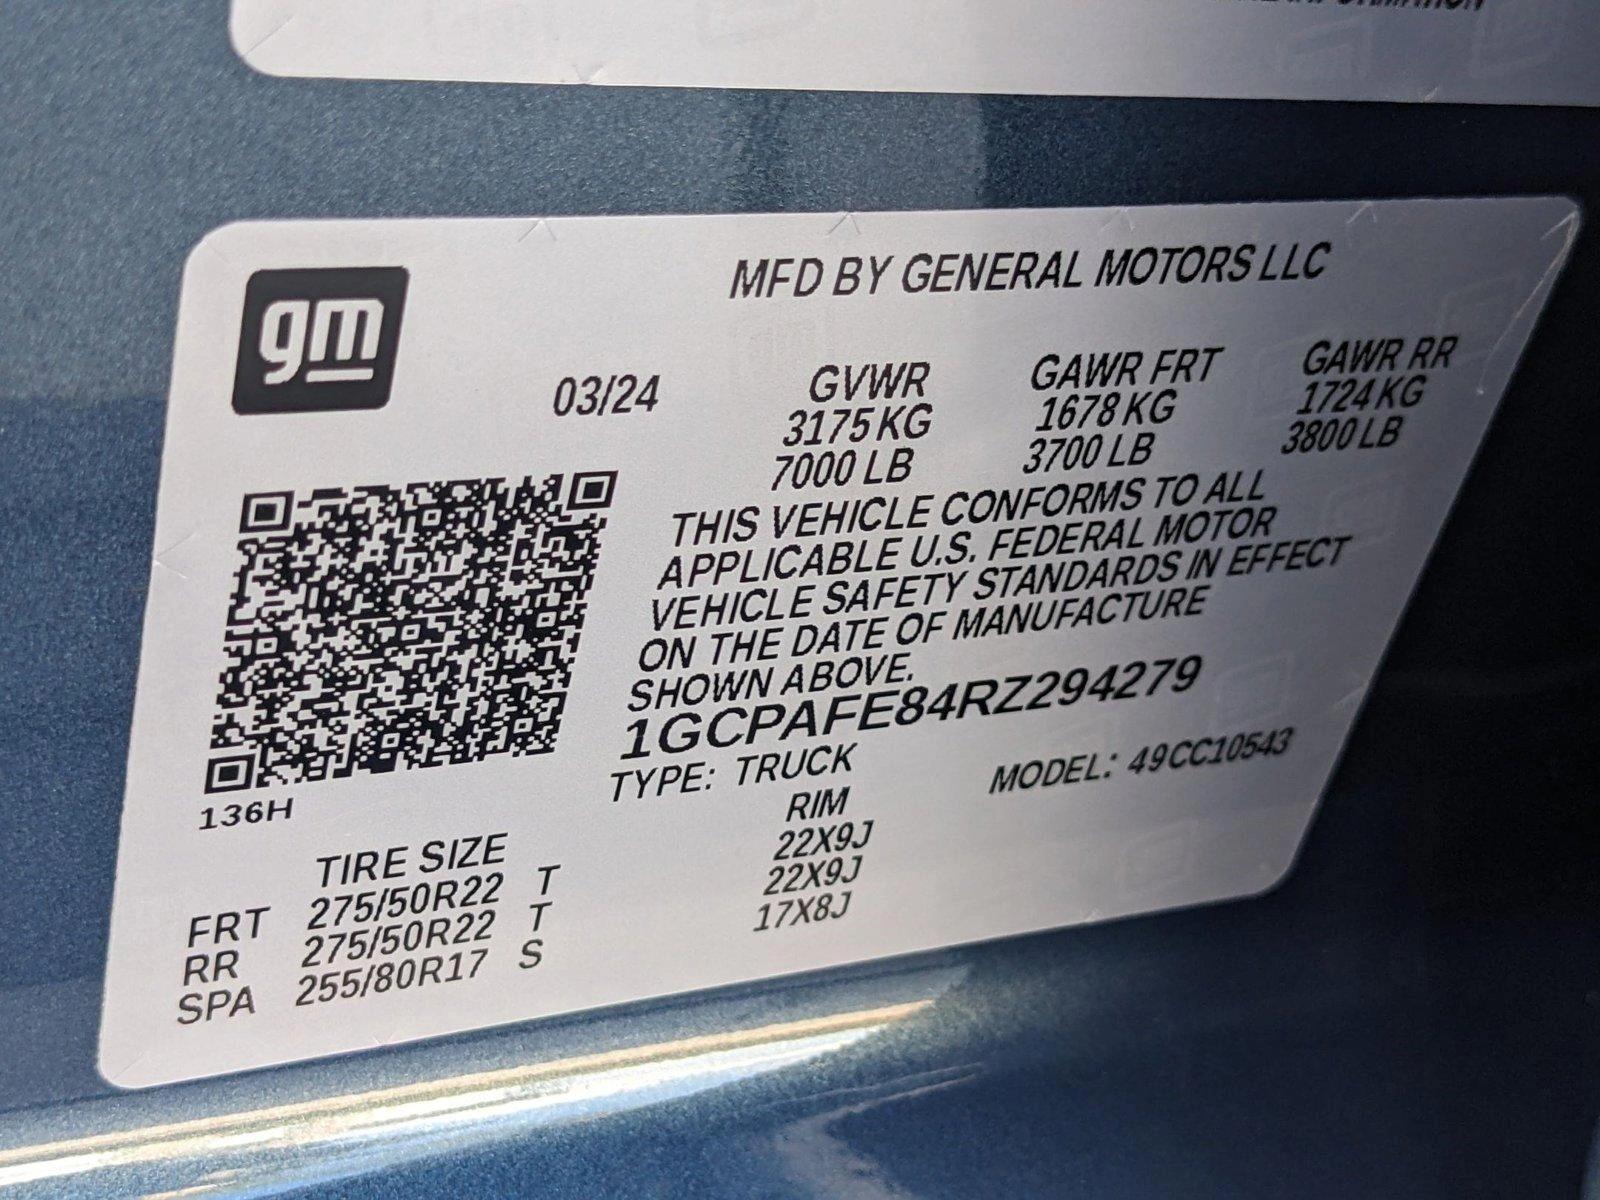 gm
MFD BY GENERAL MOTORS LLC
03/24
GVWR GAWR FRT GAWR RR
3175 KG 1678 KG 1724 KG
7000 LB 3700 LB 3800 LB
THIS VEHICLE CONFORMS TO ALL
APPLICABLE U.S. FEDERAL MOTOR
VEHICLE SAFETY STANDARDS IN EFFECT
ON THE DATE OF MANUFACTURE
SHOWN ABOVE.
1GCPAFE84RZ294279
TYPE: TRUCK MODEL: 49CC10543
136H
TIRE SIZE RIM
FRT 275/50R22 T 22X9J
RR 275/50R22 T 22X9J
SPA 255/80R17 S 17X8J